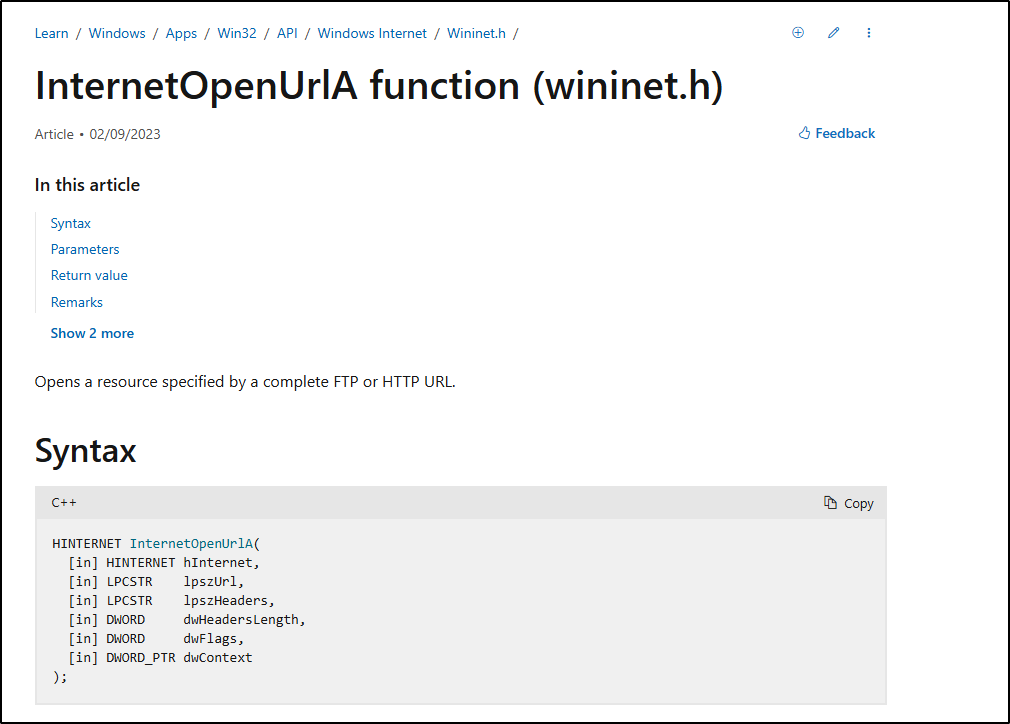 Learn / Windows / Apps / Win32 / API / Windows Internet / Wininet.h /
InternetOpenUrlA function (wininet.h)
Article • 02/09/2023
Feedback
In this article
Syntax
Parameters
Return value
Remarks
Show 2 more
Opens a resource specified by a complete FTP or HTTP URL.
Syntax
C++
Copy
HINTERNET InternetOpenUrlA(
  [in] HINTERNET hInternet,
  [in] LPCSTR    lpszUrl,
  [in] LPCSTR    lpszHeaders,
  [in] DWORD     dwHeadersLength,
  [in] DWORD     dwFlags,
  [in] DWORD_PTR dwContext
);